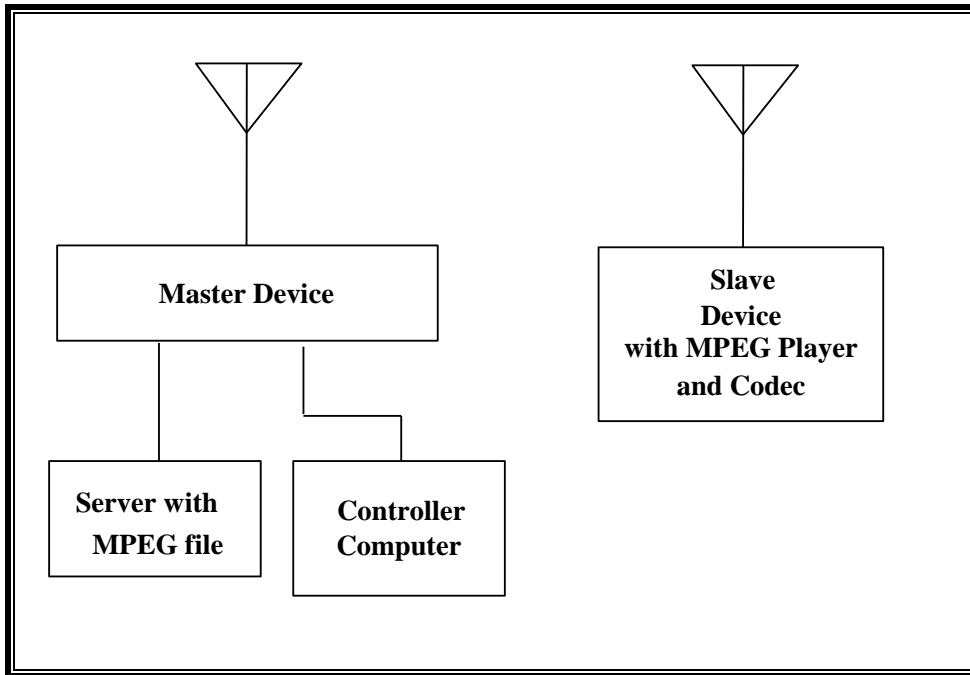 Master Device
Slave
Device
with MPEG Player
and Codec
Server with
MPEG file
Controller
Computer